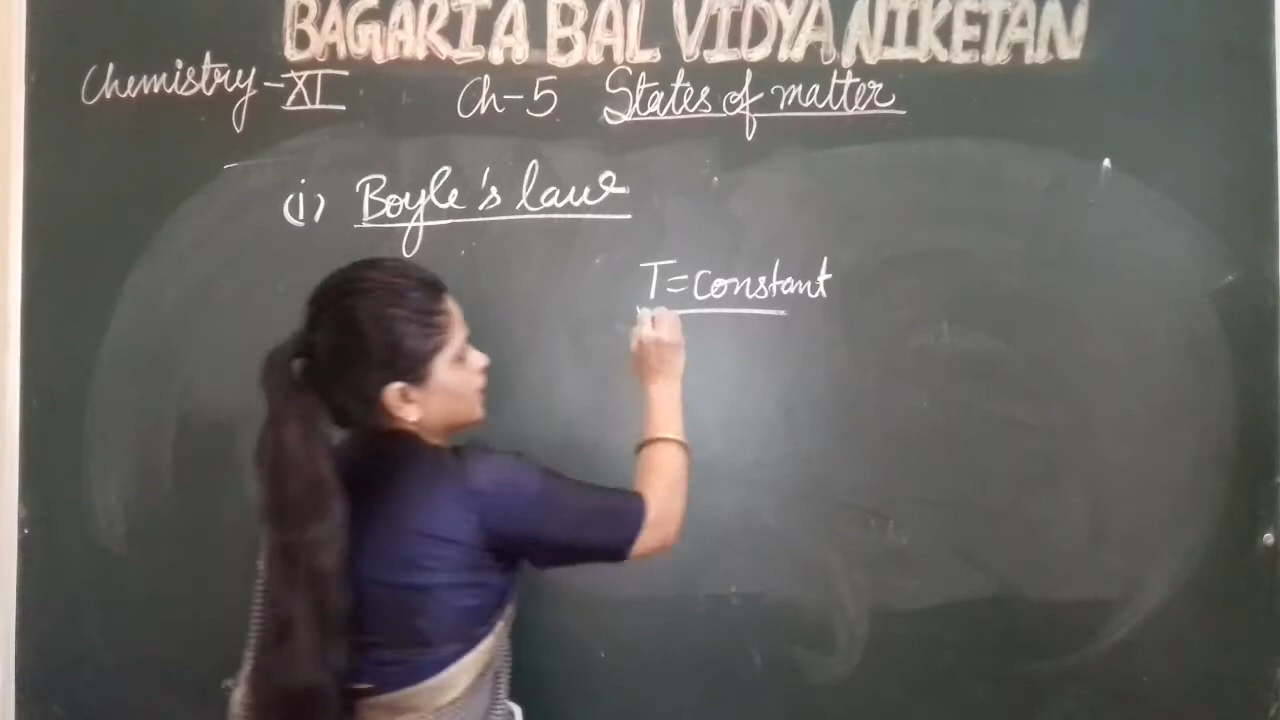 BAGARIA BAL VIDYA NIKETAN
Chemistry-XI Ch-5 States of matter
(i) Boyle's law
T=constant